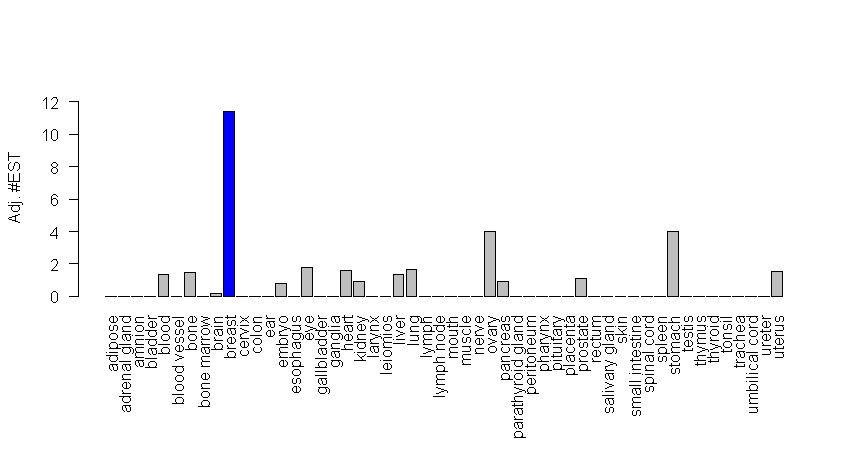 Adj. #EST
12
10
8
6
4
2
0
adipose
adrenal gland
amnion
bladder
blood
blood vessel
bone
bone marrow
brain
breast
cervix
colon
ear
embryo
esophagus
eye
gallbladder
ganglia
heart
kidney
larynx
leiomios
liver
lung
lymph
lymph node
mouth
muscle
nerve
ovary
pancreas
parathyroid gland
peritoneum
pharynx
pituitary
placenta
prostate
rectum
salivary gland
skin
small intestine
spinal cord
spleen
stomach
testis
thymus
thyroid
tonsil
trachea
umbilical cord
ureter
uterus